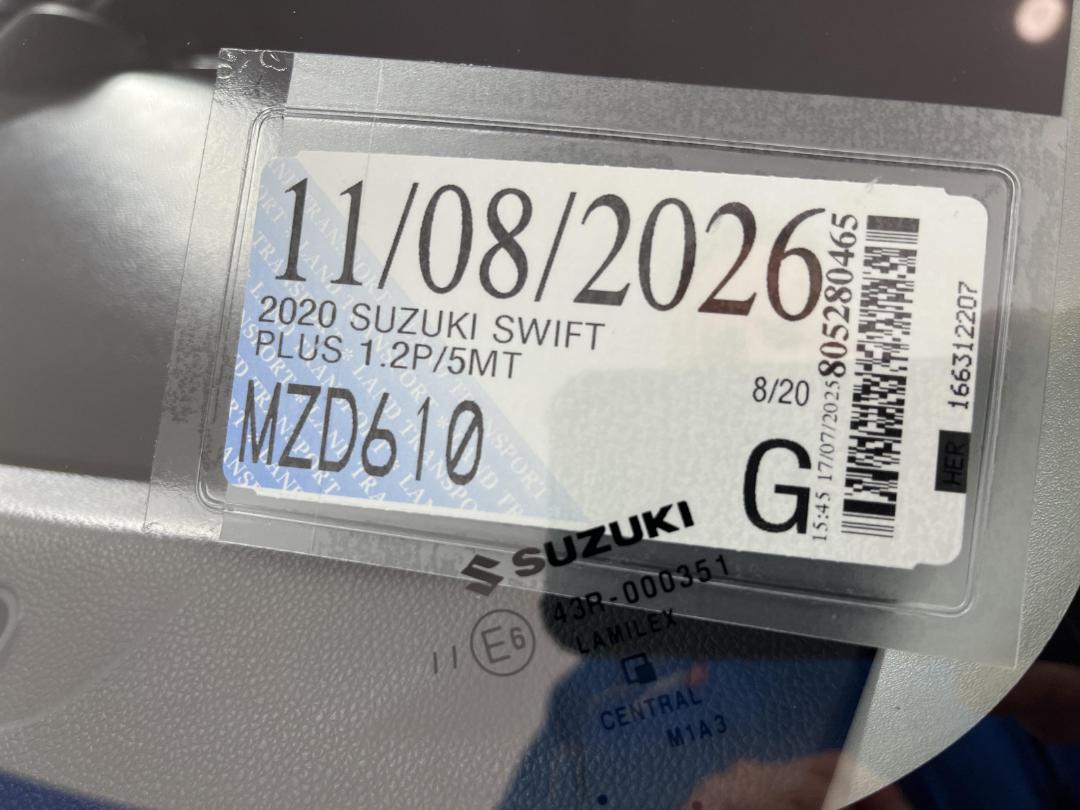 11/08/2026
2020 SUZUKI SWIFT
PLUS 1.2P/5MT
MZD610
8/20
G
15:45 17/07/2025
805280465
166312207
HER
SUZUKI
43R-000351
E6
LAMILEX
CENTRAL
M1A3